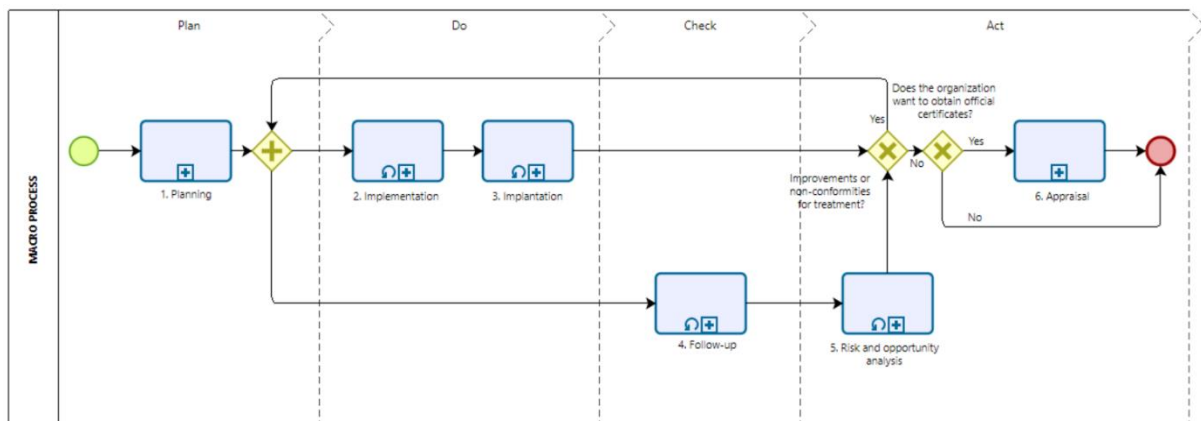 Plan
Do
Check
Act
MACRO PROCESS
Does the organization
want to obtain official
certificates?
Yes
No
Yes
1. Planning
2. Implementation
3. Implantation
Improvements or
non-conformities
for treatment?
6. Appraisal
No
4. Follow-up
5. Risk and opportunity
analysis